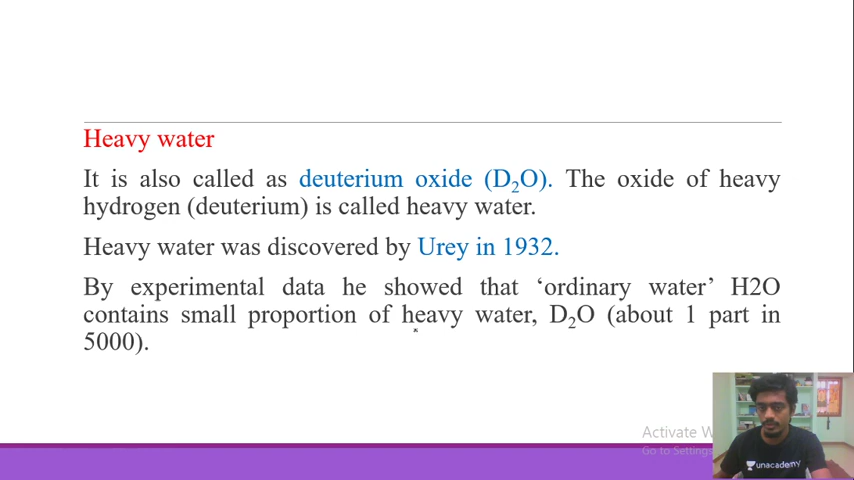 Heavy water
It is also called as deuterium oxide (D₂O). The oxide of heavy
hydrogen (deuterium) is called heavy water.
Heavy water was discovered by Urey in 1932.
By experimental data he showed that ‘ordinary water’ H2O
contains small proportion of heavy water, D₂O (about 1 part in
5000).
Activate W
Go to Settings
unacademy